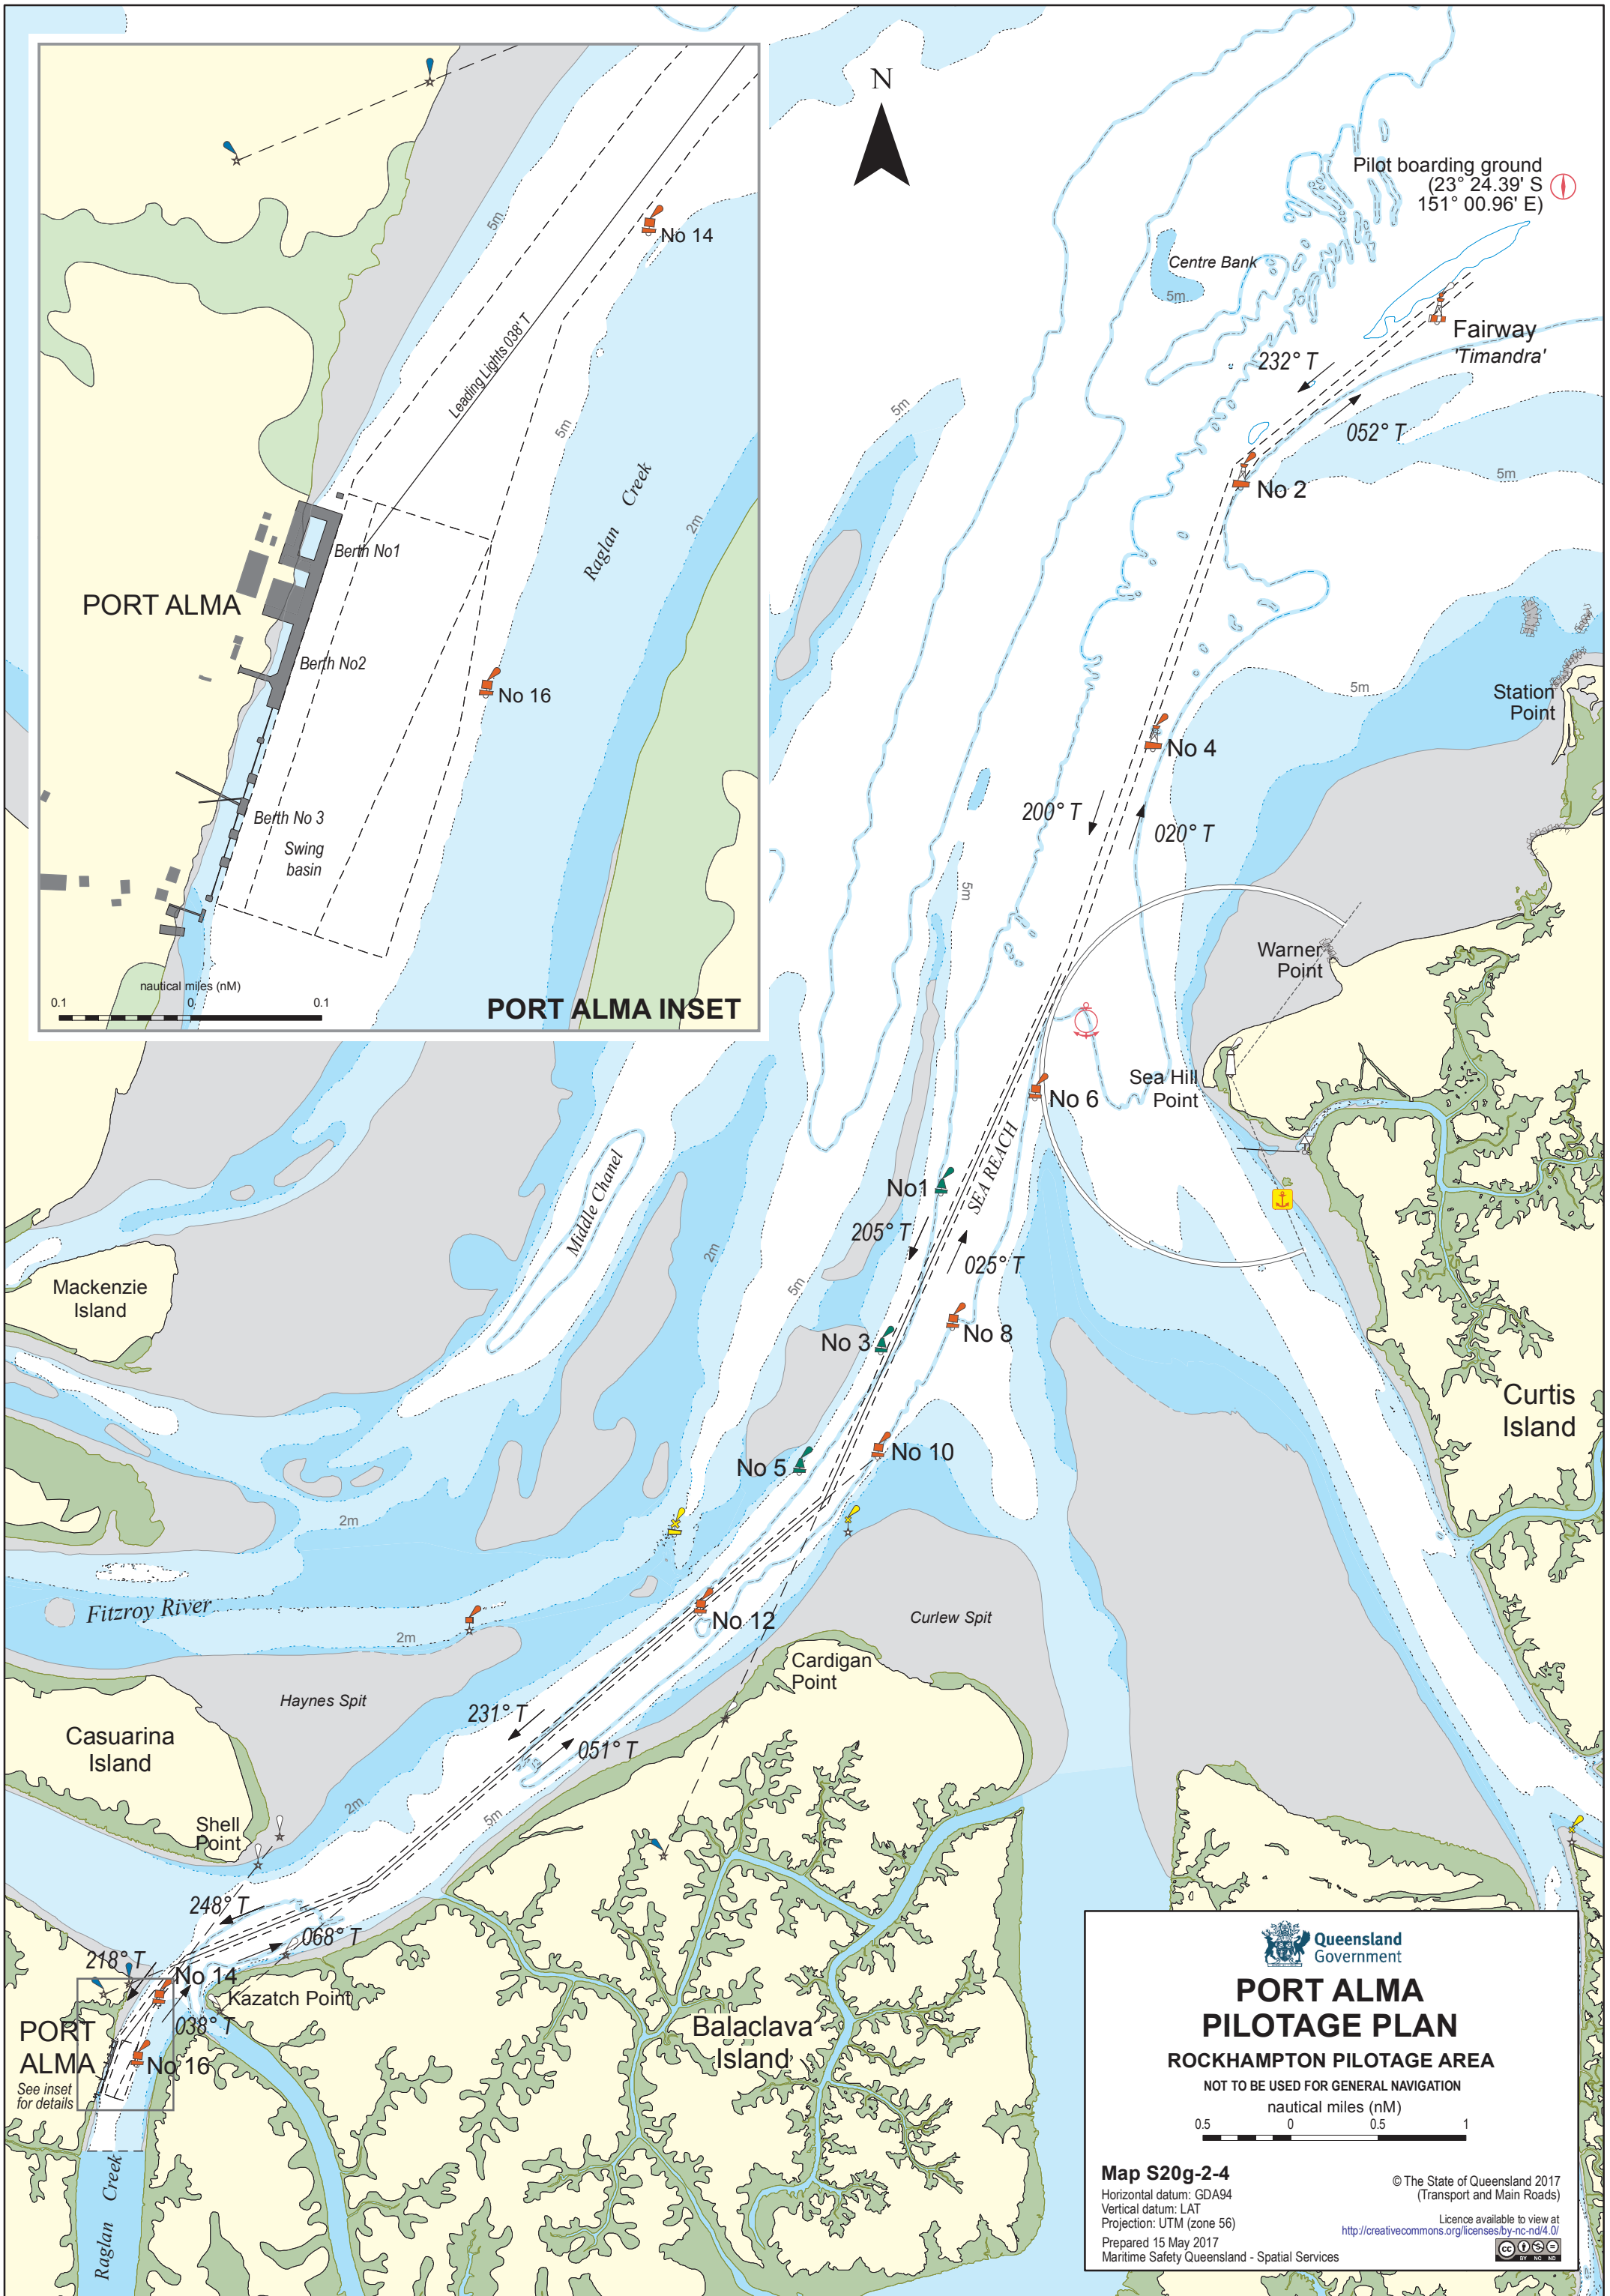 N
Pilot boarding ground
(23° 24.39' S
151° 00.96' E)
Centre Bank
5m
Fairway
'Timandra'
232° T
052° T
5m
No 2
5m
5m
Station
Point
No 4
200° T
020° T
5m
Warner
Point
Sea Hill
Point
No 6
SEA REACH
No1
205° T
025° T
No 8
No 3
Middle Chanel
2m
5m
Mackenzie
Island
Curtis
Island
No 10
No 5
2m
Fitzroy River
2m
No 12
Curlew Spit
Cardigan
Point
Haynes Spit
231° T
051° T
Casuarina
Island
2m
5m
Shell
Point
248° T
068° T
218° T
No 14
Kazatch Point
038° T
PORT
ALMA
No 16
See inset
for details
Balaclava
Island
Raglan Creek
5m
No 14
Leading Lights 038° T
5m
Raglan Creek
2m
Berth No1
PORT ALMA
Berth No2
No 16
Berth No 3
Swing
basin
nautical miles (nM)
0.1 0 0.1
PORT ALMA INSET
Queensland
Government
PORT ALMA
PILOTAGE PLAN
ROCKHAMPTON PILOTAGE AREA
NOT TO BE USED FOR GENERAL NAVIGATION
nautical miles (nM)
0.5 0 0.5 1
Map S20g-2-4
Horizontal datum: GDA94
Vertical datum: LAT
Projection: UTM (zone 56)
Prepared 15 May 2017
Maritime Safety Queensland - Spatial Services
© The State of Queensland 2017
(Transport and Main Roads)
Licence available to view at
http://creativecommons.org/licenses/by-nc-nd/4.0/
cc
BY NC ND